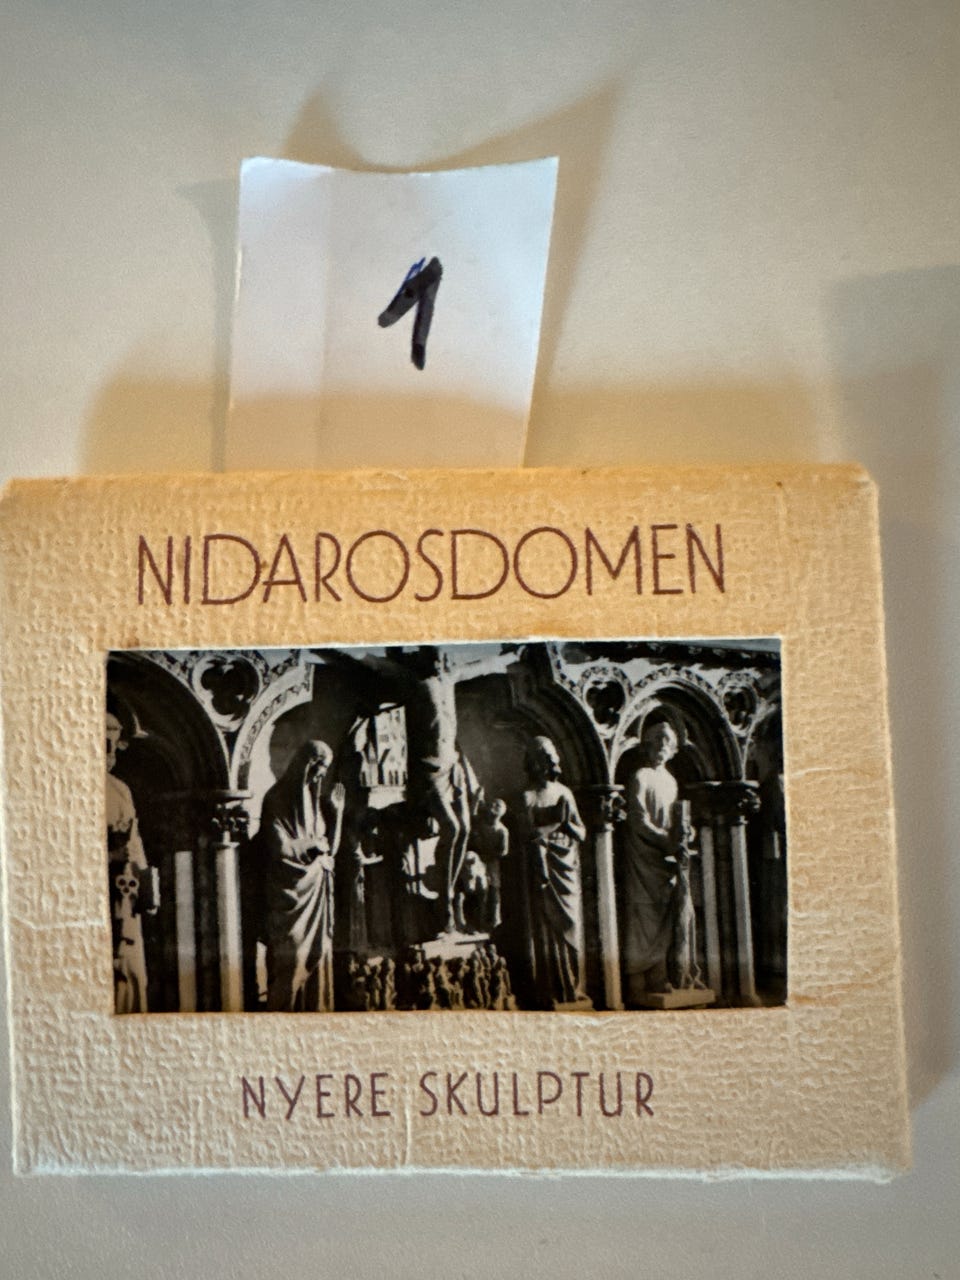 1
NIDAROSDOMEN
NYERE SKULPTUR